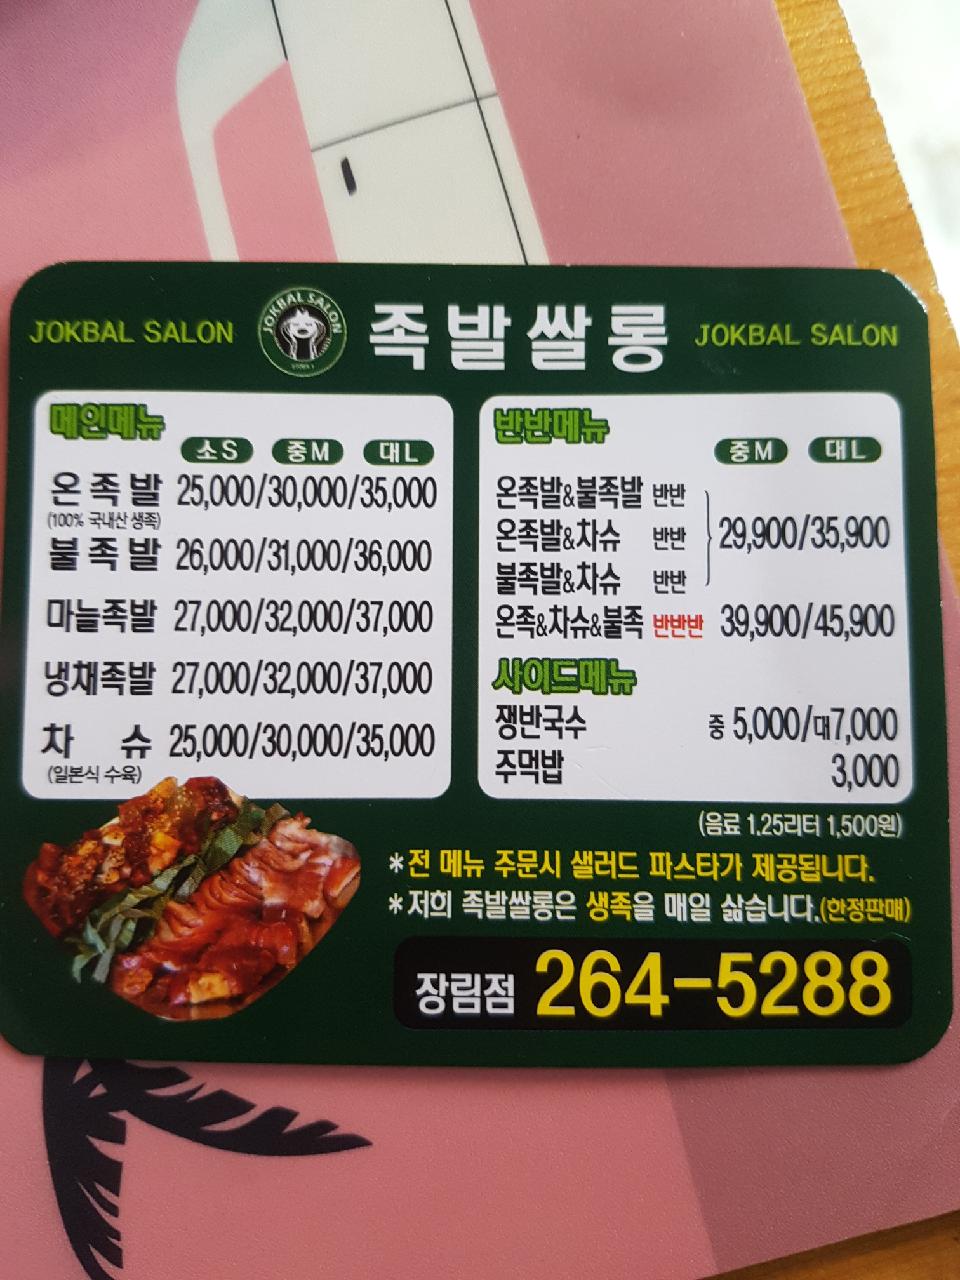 JOKBAL SALON
JOKBAL SALON
족발쌀롱
JOKBAL SALON
메인메뉴
소S 중M 대L
온족발 25,000/30,000/35,000
(100% 국내산 생족)
불족발 26,000/31,000/36,000
마늘족발 27,000/32,000/37,000
냉채족발 27,000/32,000/37,000
차슈 25,000/30,000/35,000
(일본식 수육)
반반메뉴
중M 대L
온족발&불족발 반반
온족발&차슈 반반 29,900/35,900
불족발&차슈 반반
온족&차슈&불족 반반반 39,900/45,900
사이드메뉴
쟁반국수 중 5,000/대7,000
주먹밥 3,000
(음료 1.25리터 1,500원)
*전 메뉴 주문시 샐러드 파스타가 제공됩니다.
*저희 족발쌀롱은 생족을 매일 삶습니다.(한정판매)
장림점 264-5288